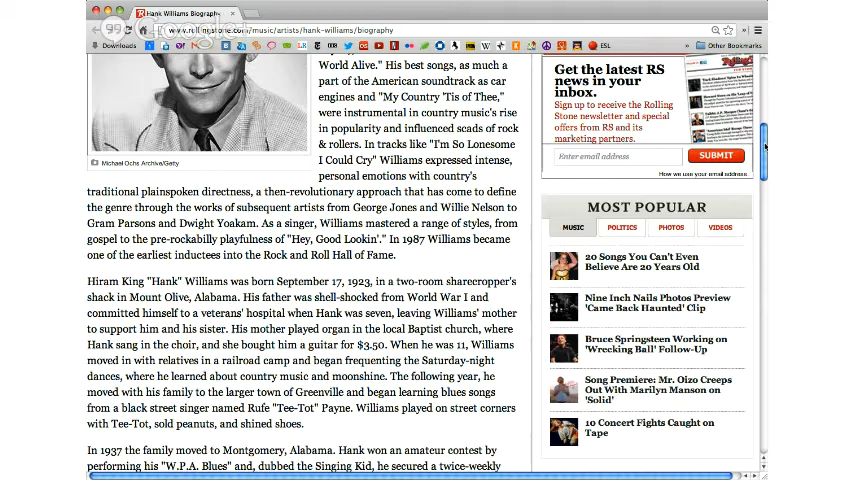 Hank Williams Biography
Google+
www.rollingstone.com/music/artists/hank-williams/biography
Downloads
ESL
Other Bookmarks
World Alive." His best songs, as much a
part of the American soundtrack as car
engines and "My Country 'Tis of Thee,"
were instrumental in country music's rise
in popularity and influenced scads of rock
& rollers. In tracks like "I'm So Lonesome
I Could Cry" Williams expressed intense,
personal emotions with country's
Michael Ochs Archive/Getty
traditional plainspoken directness, a then-revolutionary approach that has come to define
the genre through the works of subsequent artists from George Jones and Willie Nelson to
Gram Parsons and Dwight Yoakam. As a singer, Williams mastered a range of styles, from
gospel to the pre-rockabilly playfulness of "Hey, Good Lookin'." In 1987 Williams became
one of the earliest inductees into the Rock and Roll Hall of Fame.
Hiram King "Hank" Williams was born September 17, 1923, in a two-room sharecropper's
shack in Mount Olive, Alabama. His father was shell-shocked from World War I and
committed himself to a veterans' hospital when Hank was seven, leaving Williams' mother
to support him and his sister. His mother played organ in the local Baptist church, where
Hank sang in the choir, and she bought him a guitar for $3.50. When he was 11, Williams
moved in with relatives in a railroad camp and began frequenting the Saturday-night
dances, where he learned about country music and moonshine. The following year, he
moved with his family to the larger town of Greenville and began learning blues songs
from a black street singer named Rufe "Tee-Tot" Payne. Williams played on street corners
with Tee-Tot, sold peanuts, and shined shoes.
In 1937 the family moved to Montgomery, Alabama. Hank won an amateur contest by
performing his "W.P.A. Blues" and, dubbed the Singing Kid, he secured a twice-weekly
Get the latest RS
news in your
inbox.
Sign up to receive the Rolling
Stone newsletter and special
offers from RS and its
marketing partners.
Enter email address
SUBMIT
How we use your email address.
MOST POPULAR
MUSIC
POLITICS
PHOTOS
VIDEOS
20 Songs You Can't Even
Believe Are 20 Years Old
Nine Inch Nails Photos Preview
'Came Back Haunted' Clip
Bruce Springsteen Working on
'Wrecking Ball' Follow-Up
Song Premiere: Mr. Oizo Creeps
Out With Marilyn Manson on
'Solid'
10 Concert Fights Caught on
Tape